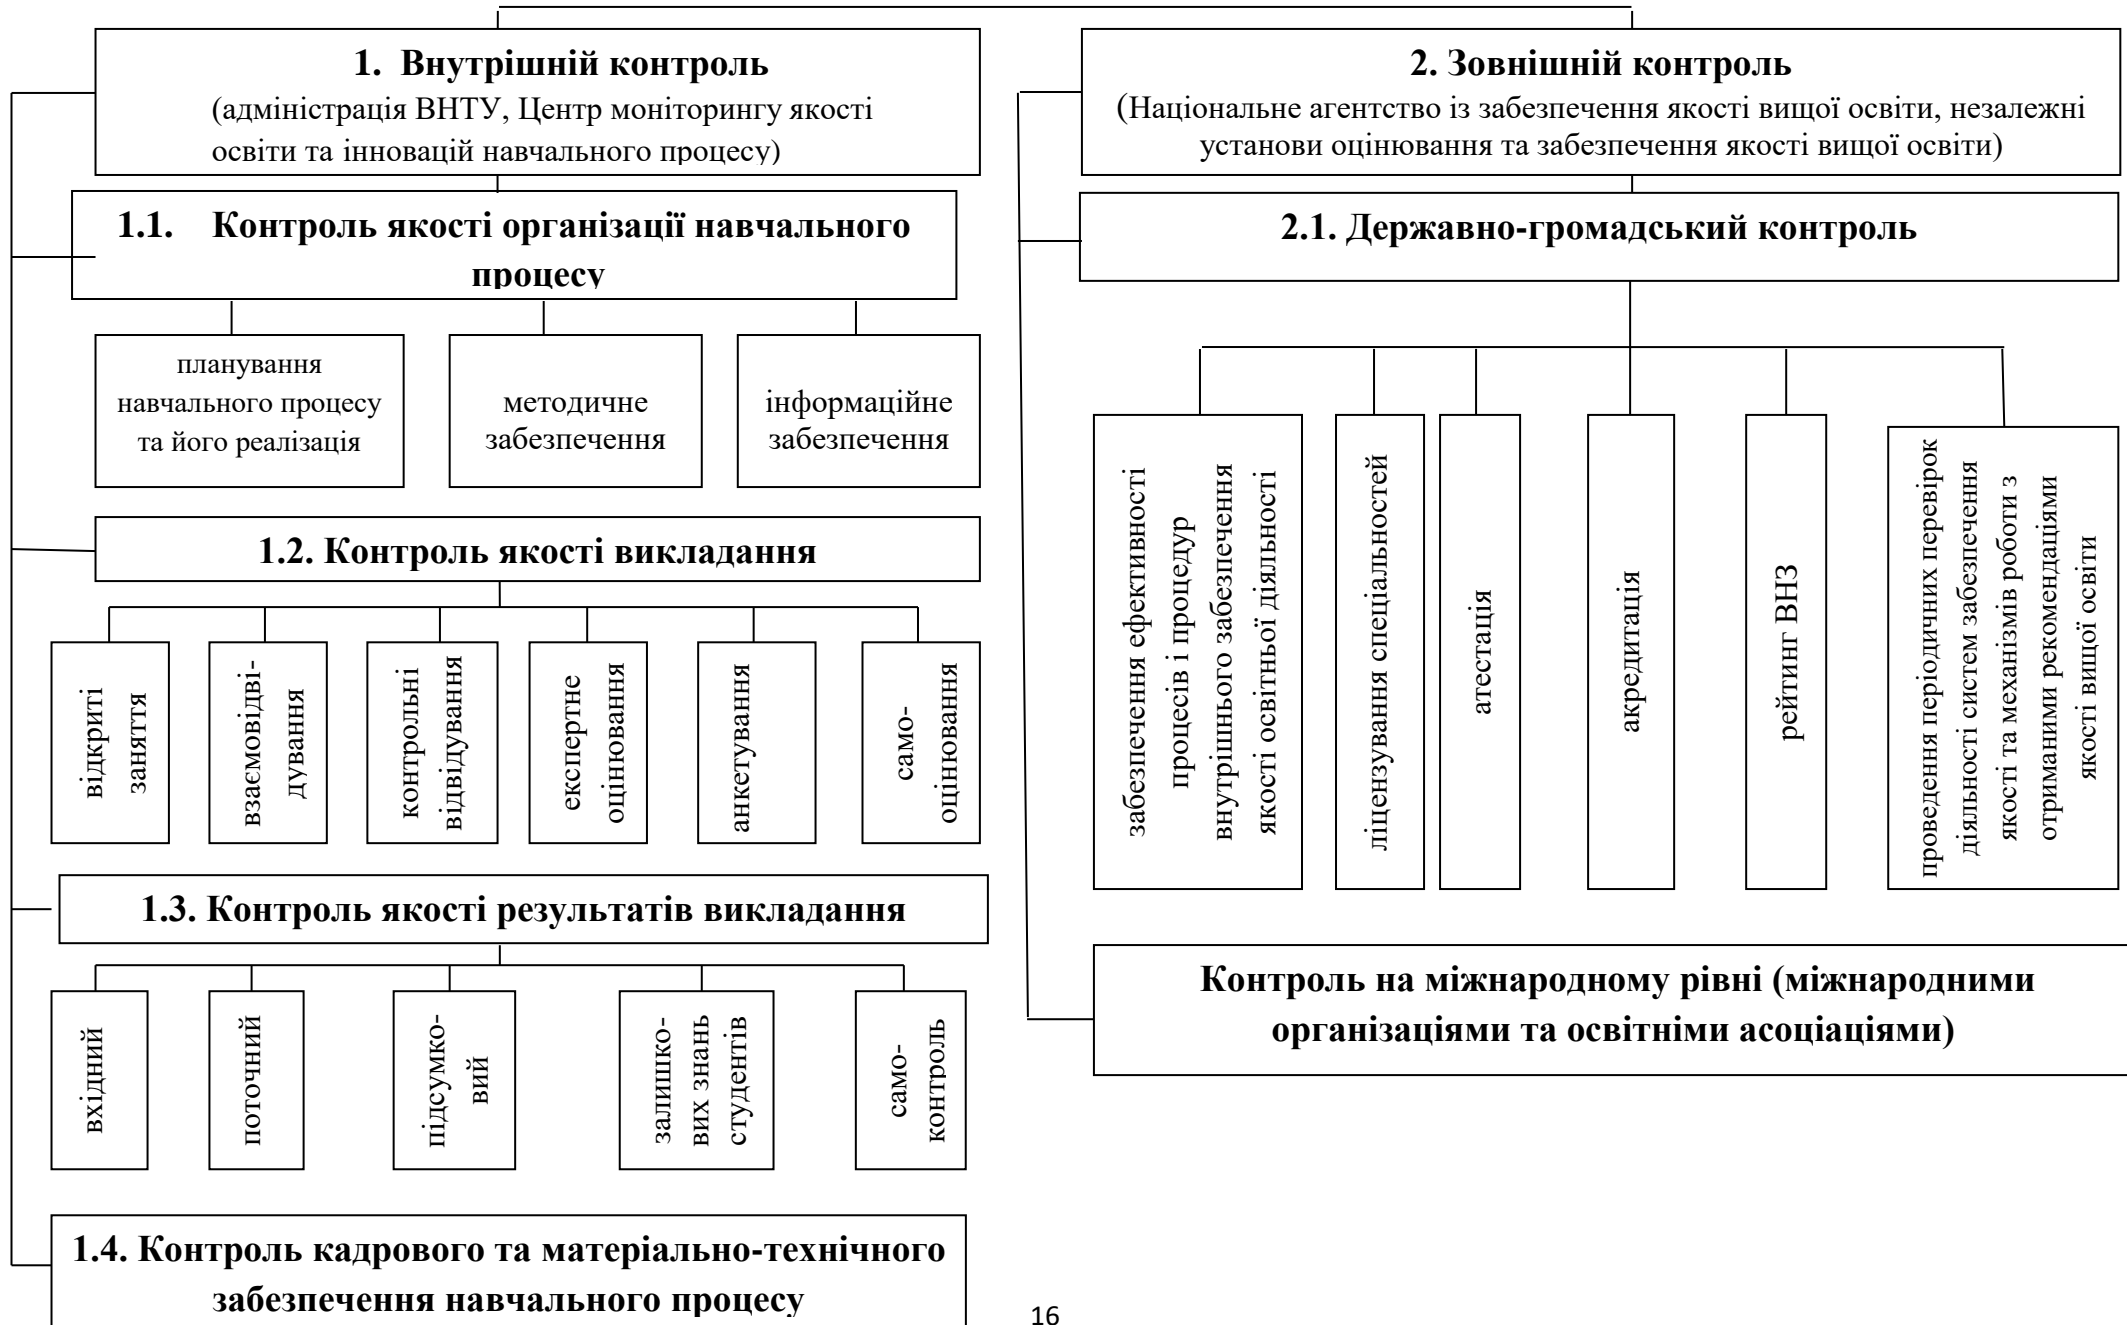 1. Внутрішній контроль
(адміністрація ВНТУ, Центр моніторингу якості
освіти та інновацій навчального процесу)
1.1. Контроль якості організації навчального
процесу
планування
навчального процесу
та його реалізація
методичне
забезпечення
інформаційне
забезпечення
1.2. Контроль якості викладання
відкриті
заняття
взаємовідві-
дування
контрольні
відвідування
експертне
оцінювання
анкетування
само-
оцінювання
1.3. Контроль якості результатів викладання
вхідний
поточний
підсумко-
вий
залишко-
вих знань
студентів
само-
контроль
1.4. Контроль кадрового та матеріально-технічного
забезпечення навчального процесу
2. Зовнішній контроль
(Національне агентство із забезпечення якості вищої освіти, незалежні
установи оцінювання та забезпечення якості вищої освіти)
2.1. Державно-громадський контроль
забезпечення ефективності
процесів і процедур
внутрішнього забезпечення
якості освітньої діяльності
ліцензування спеціальностей
атестація
акредитація
рейтинг ВНЗ
проведення періодичних перевірок
діяльності систем забезпечення
якості та механізмів роботи з
отриманими рекомендаціями
якості вищої освіти
Контроль на міжнародному рівні (міжнародними
організаціями та освітніми асоціаціями)
16